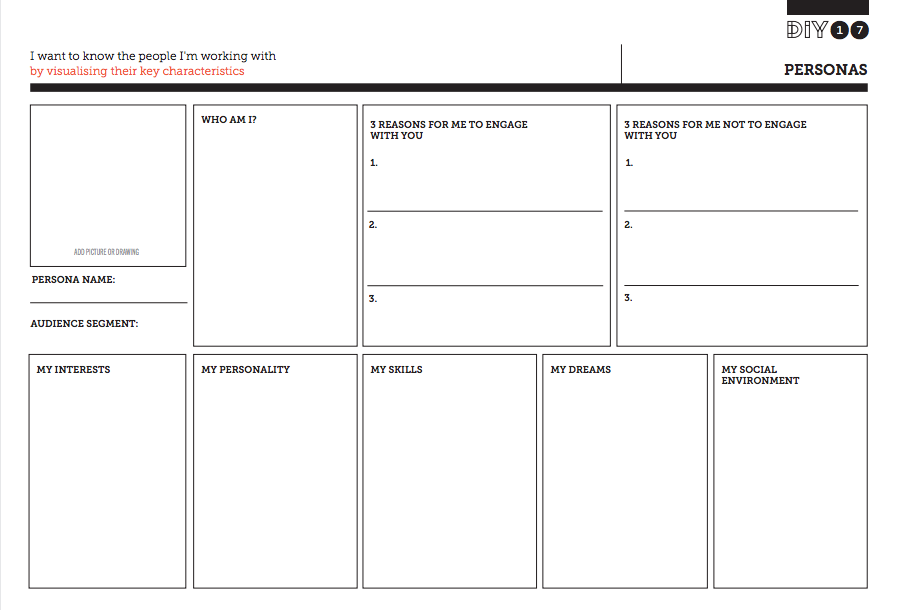 DIY 17
I want to know the people I'm working with
by visualising their key characteristics
PERSONAS
ADD PICTURE OR DRAWING
PERSONA NAME:
AUDIENCE SEGMENT:
WHO AM I?
3 REASONS FOR ME TO ENGAGE
WITH YOU
1.
2.
3.
3 REASONS FOR ME NOT TO ENGAGE
WITH YOU
1.
2.
3.
MY INTERESTS
MY PERSONALITY
MY SKILLS
MY DREAMS
MY SOCIAL
ENVIRONMENT